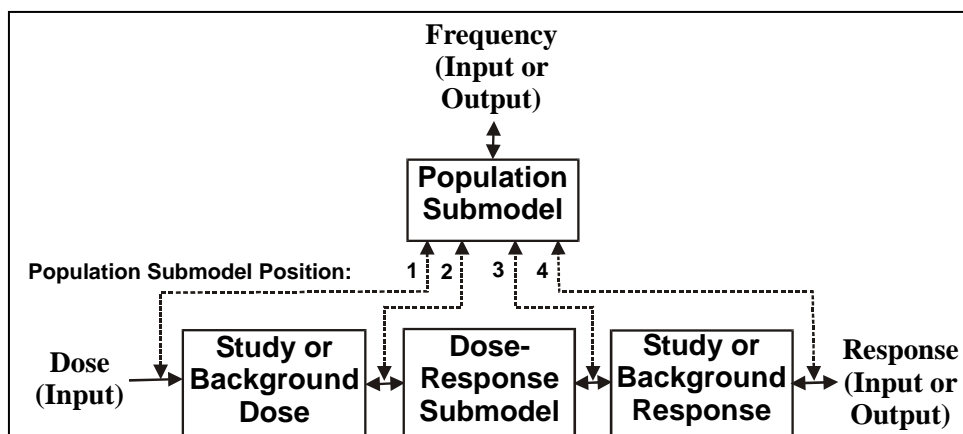 Frequency
(Input or
Output)
Population
Submodel
Population Submodel Position:
1
2
3
4
Dose
(Input)
Study or
Background
Dose
Dose-
Response
Submodel
Study or
Background
Response
Response
(Input or
Output)